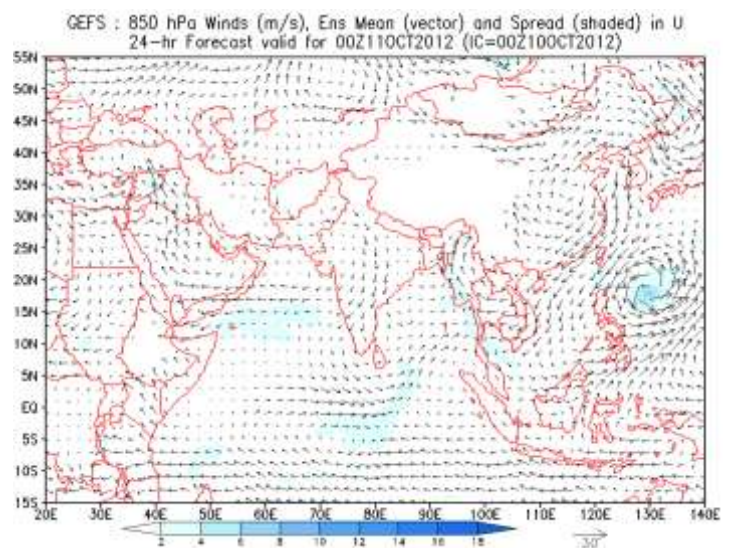 GEFS : 850 hPa Winds (m/s), Ens Mean (vector) and Spread (shaded) in U
24-hr Forecast valid for 00Z11OCT2012 (IC=00Z10OCT2012)
55N
50N
45N
40N
35N
30N
25N
20N
15N
10N
5N
EQ
5S
10S
15S
20E 30E 40E 50E 60E 70E 80E 90E 100E 110E 120E 130E 140E
2 4 6 8 10 12 14 16 18
30